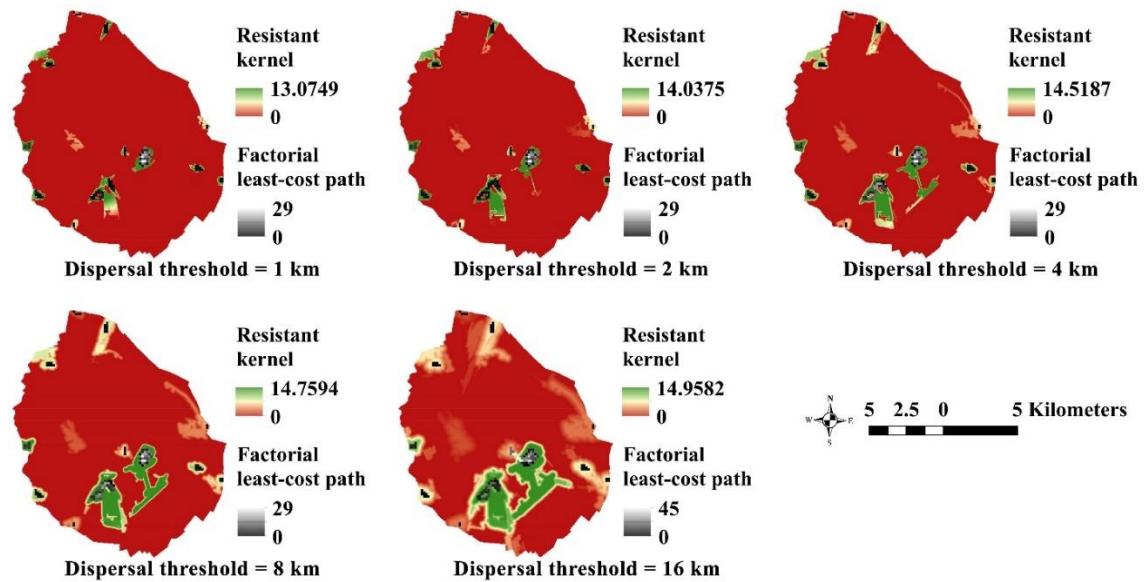 Resistant
kernel
13.0749
0
Factorial
least-cost path
29
0
Dispersal threshold = 1 km
Resistant
kernel
14.0375
0
Factorial
least-cost path
29
0
Dispersal threshold = 2 km
Resistant
kernel
14.5187
0
Factorial
least-cost path
29
0
Dispersal threshold = 4 km
Resistant
kernel
14.7594
0
Factorial
least-cost path
29
0
Dispersal threshold = 8 km
Resistant
kernel
14.9582
0
Factorial
least-cost path
45
0
Dispersal threshold = 16 km
N
W E
S
5 2.5 0 5 Kilometers